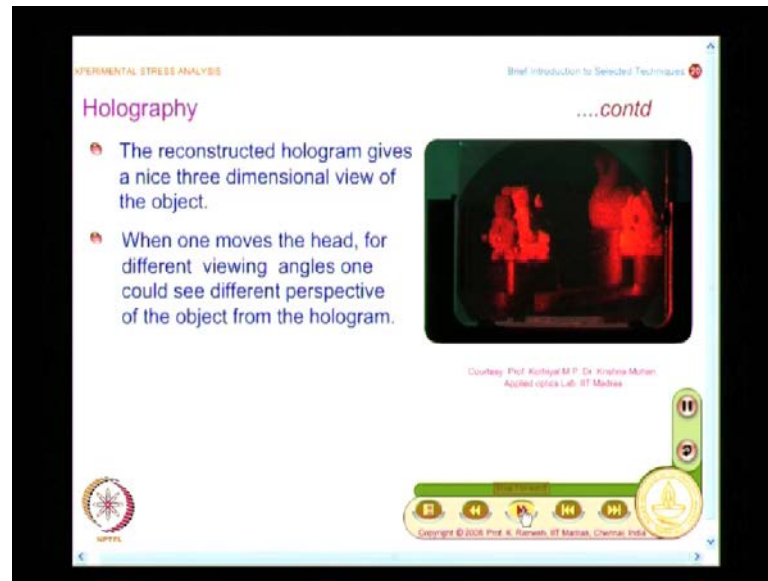 XPERIMENTAL STRESS ANALYSIS
Brief Introduction to Selected Techniques 20
Holography
....contd
The reconstructed hologram gives
a nice three dimensional view of
the object.
When one moves the head, for
different viewing angles one
could see different perspective
of the object from the hologram.
Courtesy: Prof. Kothiyal M.P. Dr. Krishna Mohan
Applied optics Lab. IIT Madras
NPTEL
Copyright © 2008 Prof. K. Ramesh, IIT Madras, Chennai, India